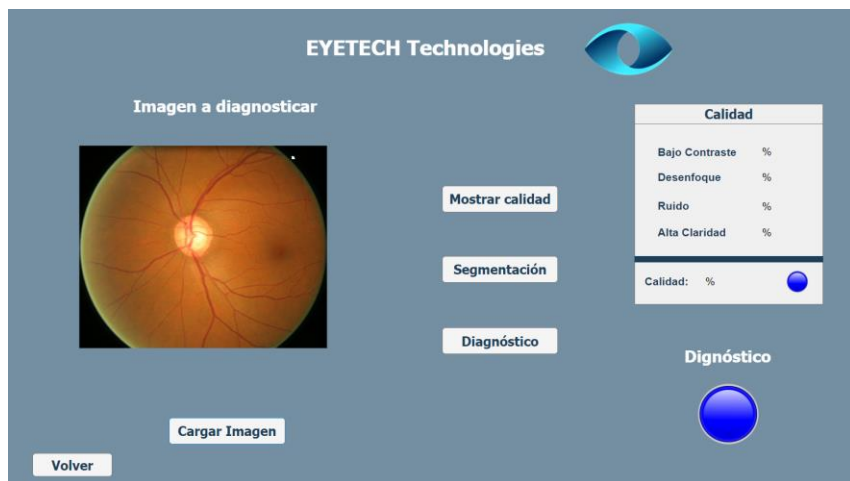 EYETECH Technologies
Imagen a diagnosticar
Calidad
Bajo Contraste %
Desenfoque %
Ruido %
Alta Claridad %
Calidad: %
Mostrar calidad
Segmentación
Diagnóstico
Dignóstico
Cargar Imagen
Volver